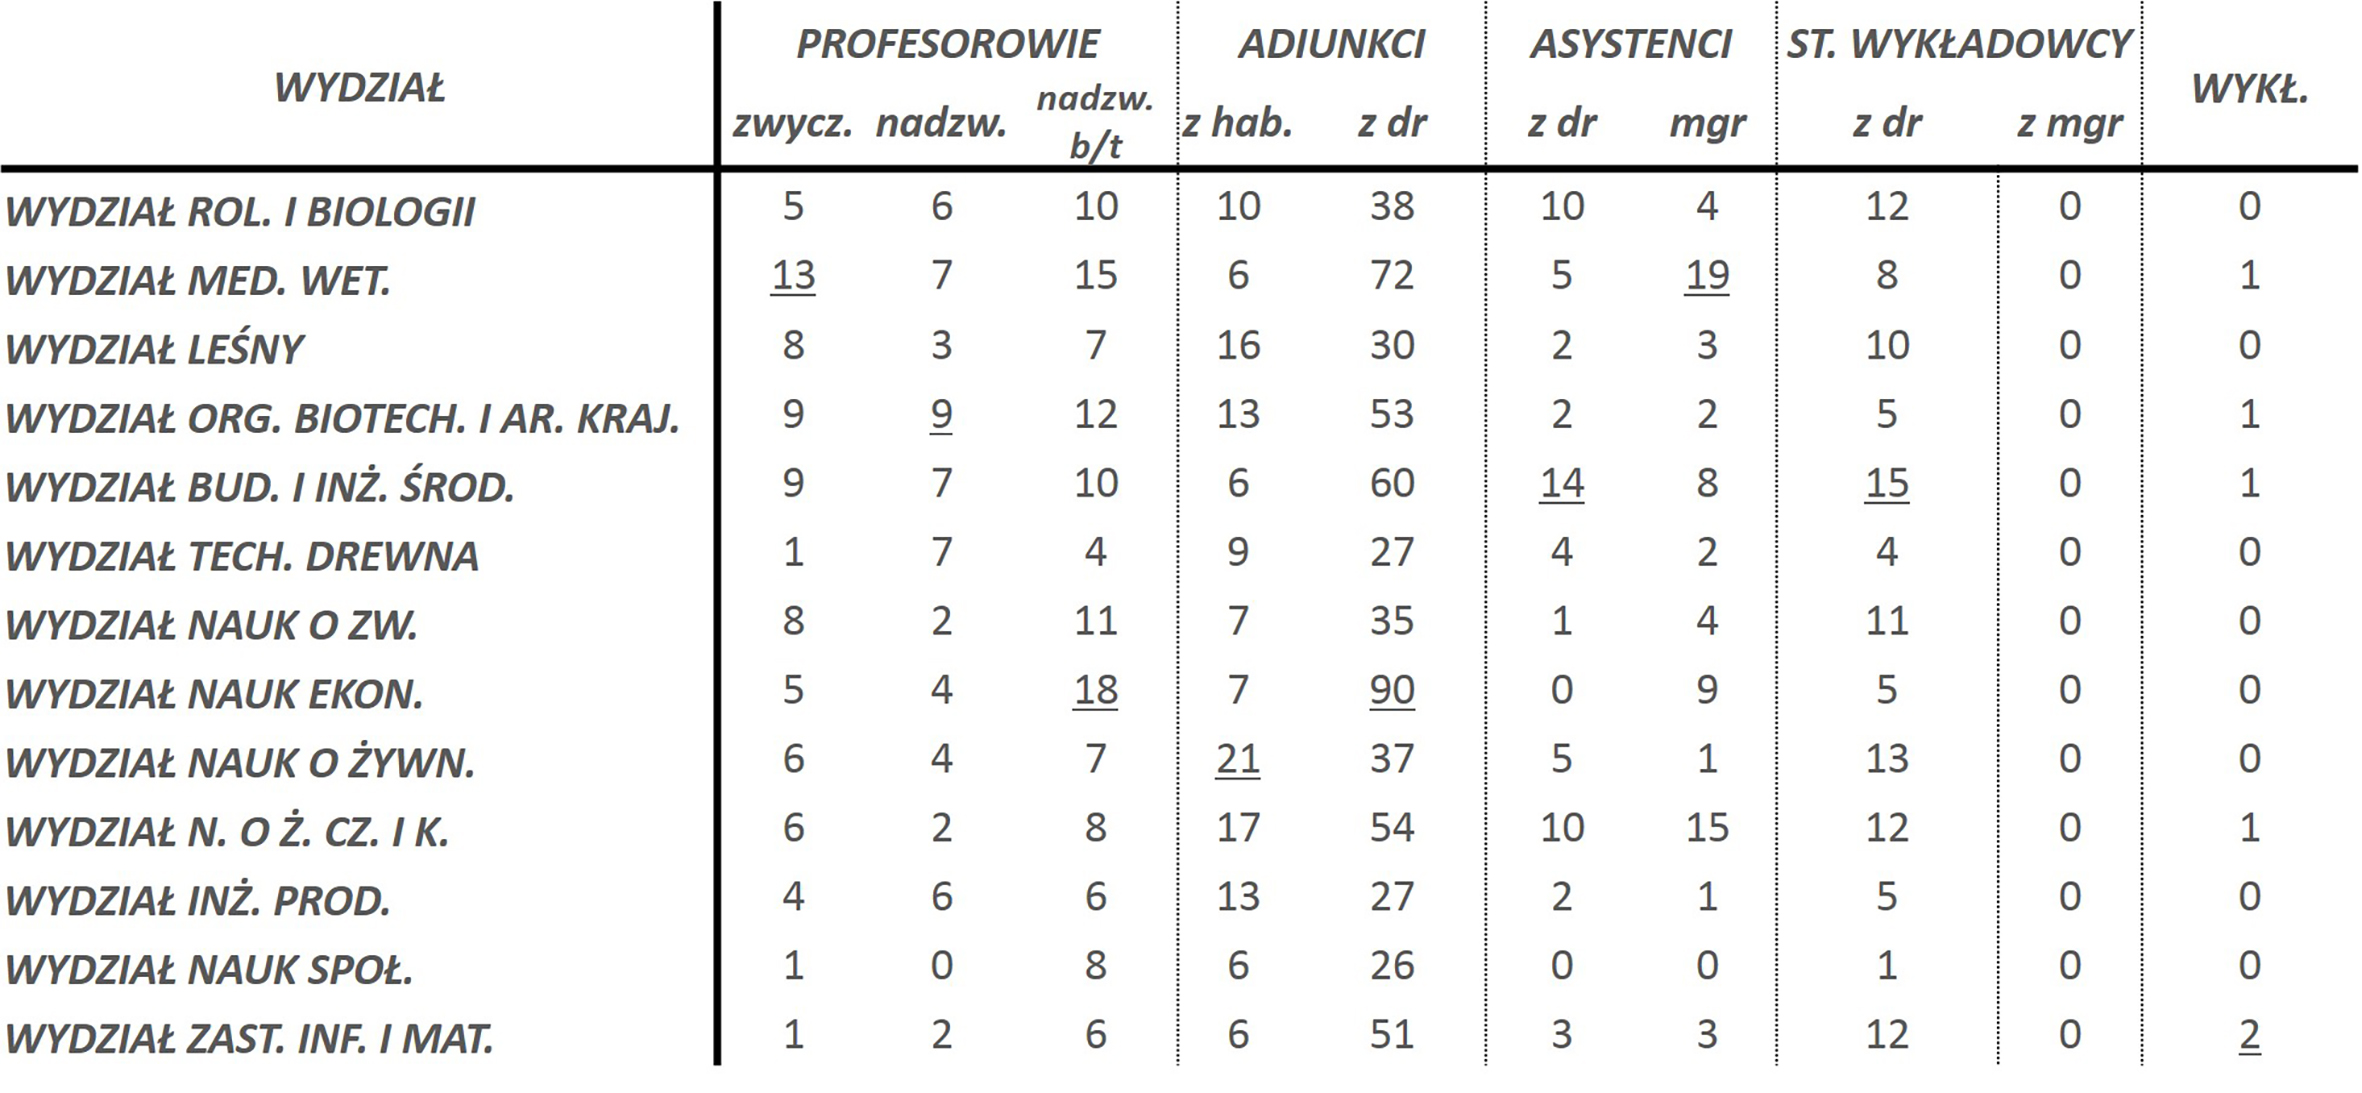 WYDZIAŁ PROFESOROWIE ADIUNKCI ASYSTENCI ST. WYKŁADOWCY WYKŁ.
zwycz. nadzw. nadzw. b/t z hab. z dr z dr mgr z dr z mgr
WYDZIAŁ ROL. I BIOLOGII 5 6 10 10 38 10 4 12 0 0
WYDZIAŁ MED. WET. 13 7 15 6 72 5 19 8 0 1
WYDZIAŁ LEŚNY 8 3 7 16 30 2 3 10 0 0
WYDZIAŁ ORG. BIOTECH. I AR. KRAJ. 9 9 12 13 53 2 2 5 0 1
WYDZIAŁ BUD. I INŻ. ŚROD. 9 7 10 6 60 14 8 15 0 1
WYDZIAŁ TECH. DREWNA 1 7 4 9 27 4 2 4 0 0
WYDZIAŁ NAUK O ZW. 8 2 11 7 35 1 4 11 0 0
WYDZIAŁ NAUK EKON. 5 4 18 7 90 0 9 5 0 0
WYDZIAŁ NAUK O ŻYWN. 6 4 7 21 37 5 1 13 0 0
WYDZIAŁ N. O Ż. CZ. I K. 6 2 8 17 54 10 15 12 0 1
WYDZIAŁ INŻ. PROD. 4 6 6 13 27 2 1 5 0 0
WYDZIAŁ NAUK SPOŁ. 1 0 8 6 26 0 0 1 0 0
WYDZIAŁ ZAST. INF. I MAT. 1 2 6 6 51 3 3 12 0 2